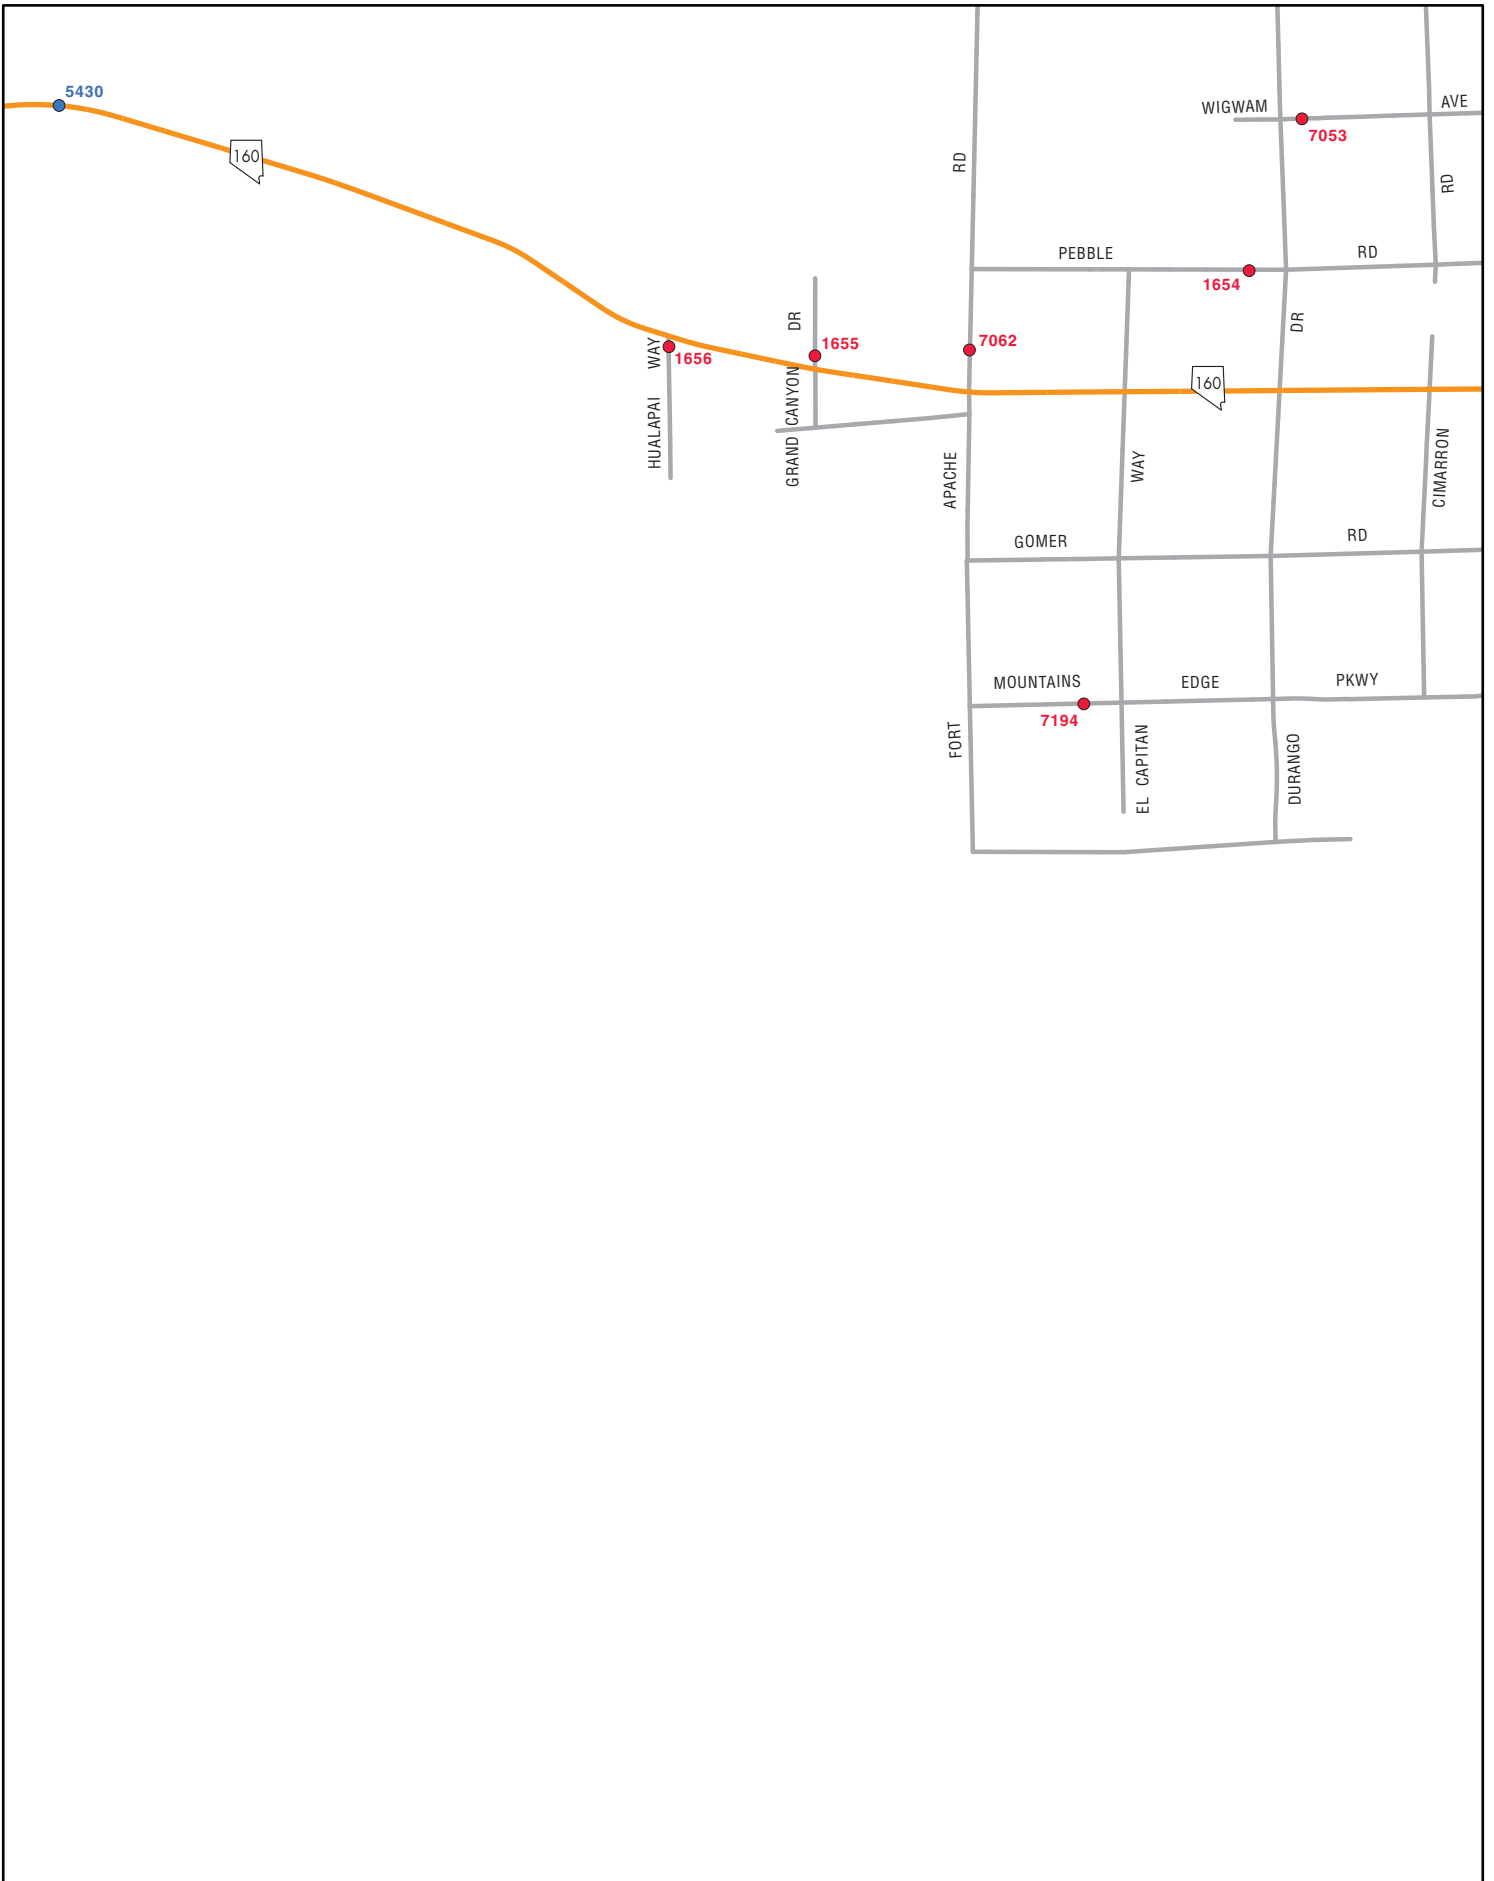 5430
WIGWAM AVE
7053
160
RD
RD
PEBBLE RD
1654
DR
DR
7062
1655
WAY
1656
160
HUALAPAI
GRAND CANYON
APACHE
WAY
CIMARRON
GOMER RD
MOUNTAINS EDGE PKWY
7194
FORT
EL CAPITAN
DURANGO